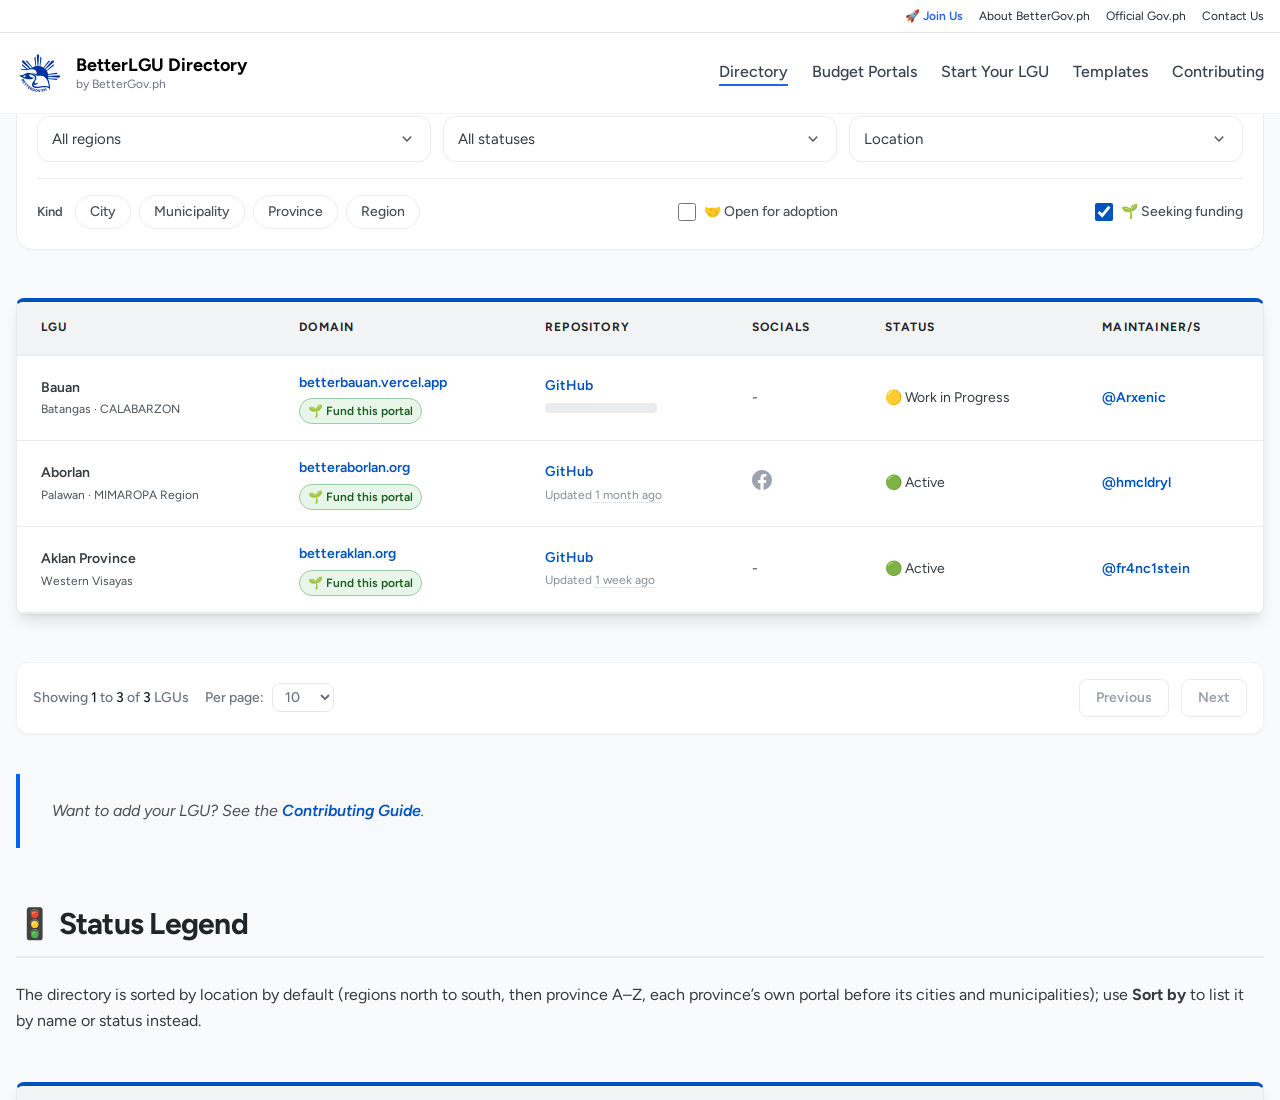 🚀 Join Us About BetterGov.ph Official Gov.ph Contact Us
BetterLGU Directory
by BetterGov.ph
Directory Budget Portals Start Your LGU Templates Contributing
All regions All statuses Location
Kind City Municipality Province Region 🤝 Open for adoption 🌱 Seeking funding
LGU DOMAIN REPOSITORY SOCIALS STATUS MAINTAINER/S
Bauan betterbauan.vercel.app GitHub - 🟡 Work in Progress @Arxenic
Batangas · CALABARZON 🌱 Fund this portal
Aborlan betteraborlan.org GitHub 🟢 Active @hmcldryl
Palawan · MIMAROPA Region 🌱 Fund this portal Updated 1 month ago
Aklan Province betteraklan.org GitHub - 🟢 Active @fr4nc1stein
Western Visayas 🌱 Fund this portal Updated 1 week ago
Showing 1 to 3 of 3 LGUs Per page: 10 Previous Next
Want to add your LGU? See the Contributing Guide.
🚦 Status Legend
The directory is sorted by location by default (regions north to south, then province A–Z, each province’s own portal before its cities and municipalities); use Sort by to list it
by name or status instead.